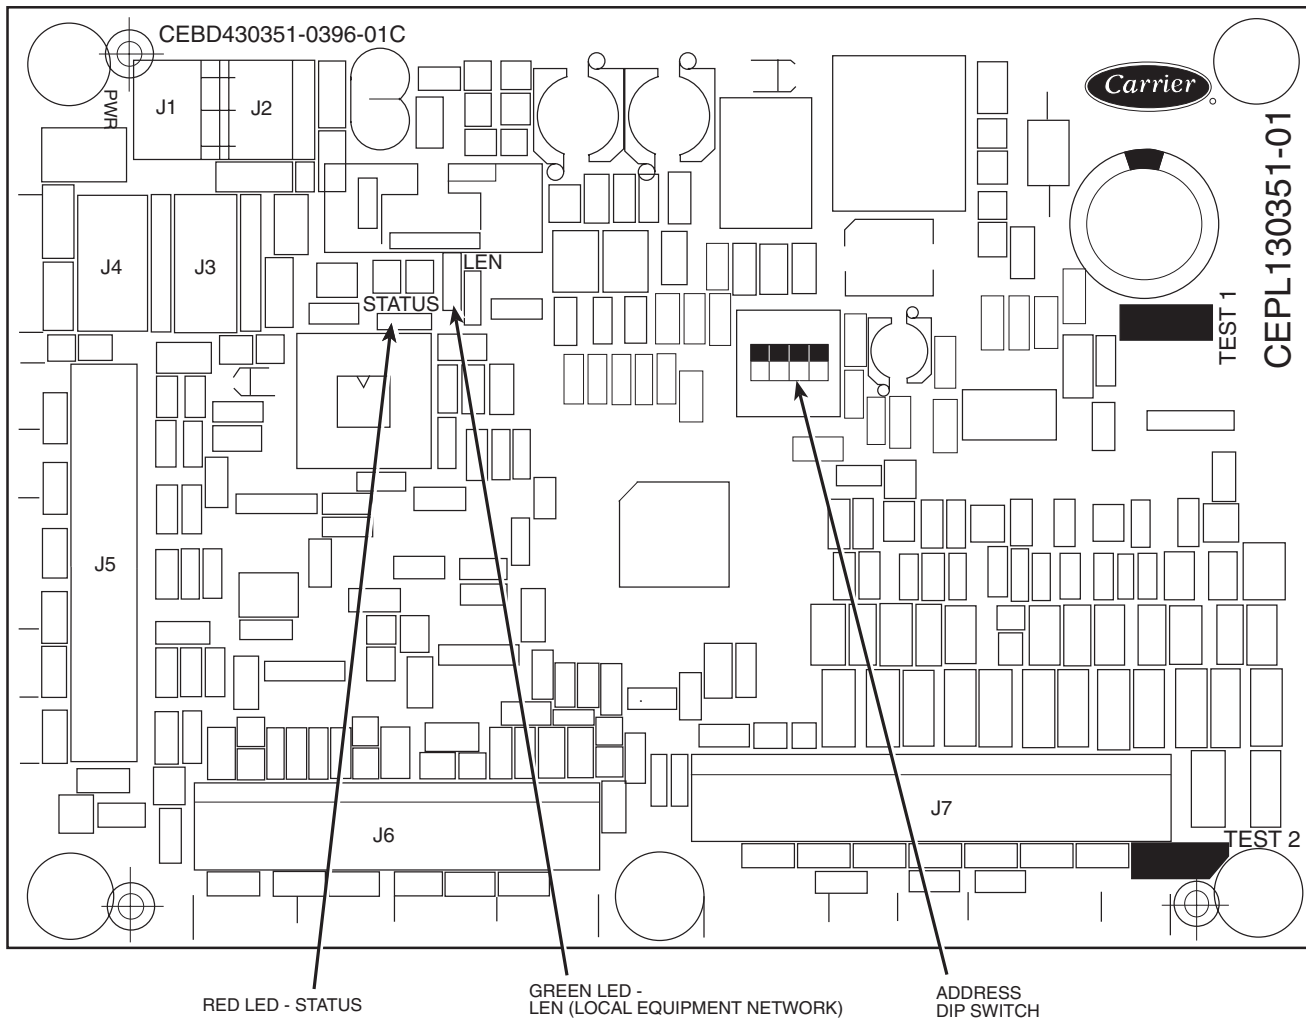 CEBD430351-0396-01C
Carrier
PWR
J1
J2
CEPL130351-01
J4
J3
LEN
STATUS
TEST 1
J5
J7
J6
TEST 2
RED LED - STATUS
GREEN LED -
LEN (LOCAL EQUIPMENT NETWORK)
ADDRESS
DIP SWITCH